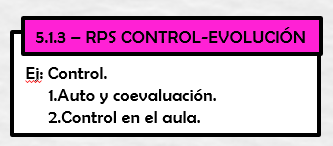 5.1.3 – RPS CONTROL-EVOLUCIÓN
Ej: Control.
1.Auto y coevaluación.
2.Control en el aula.